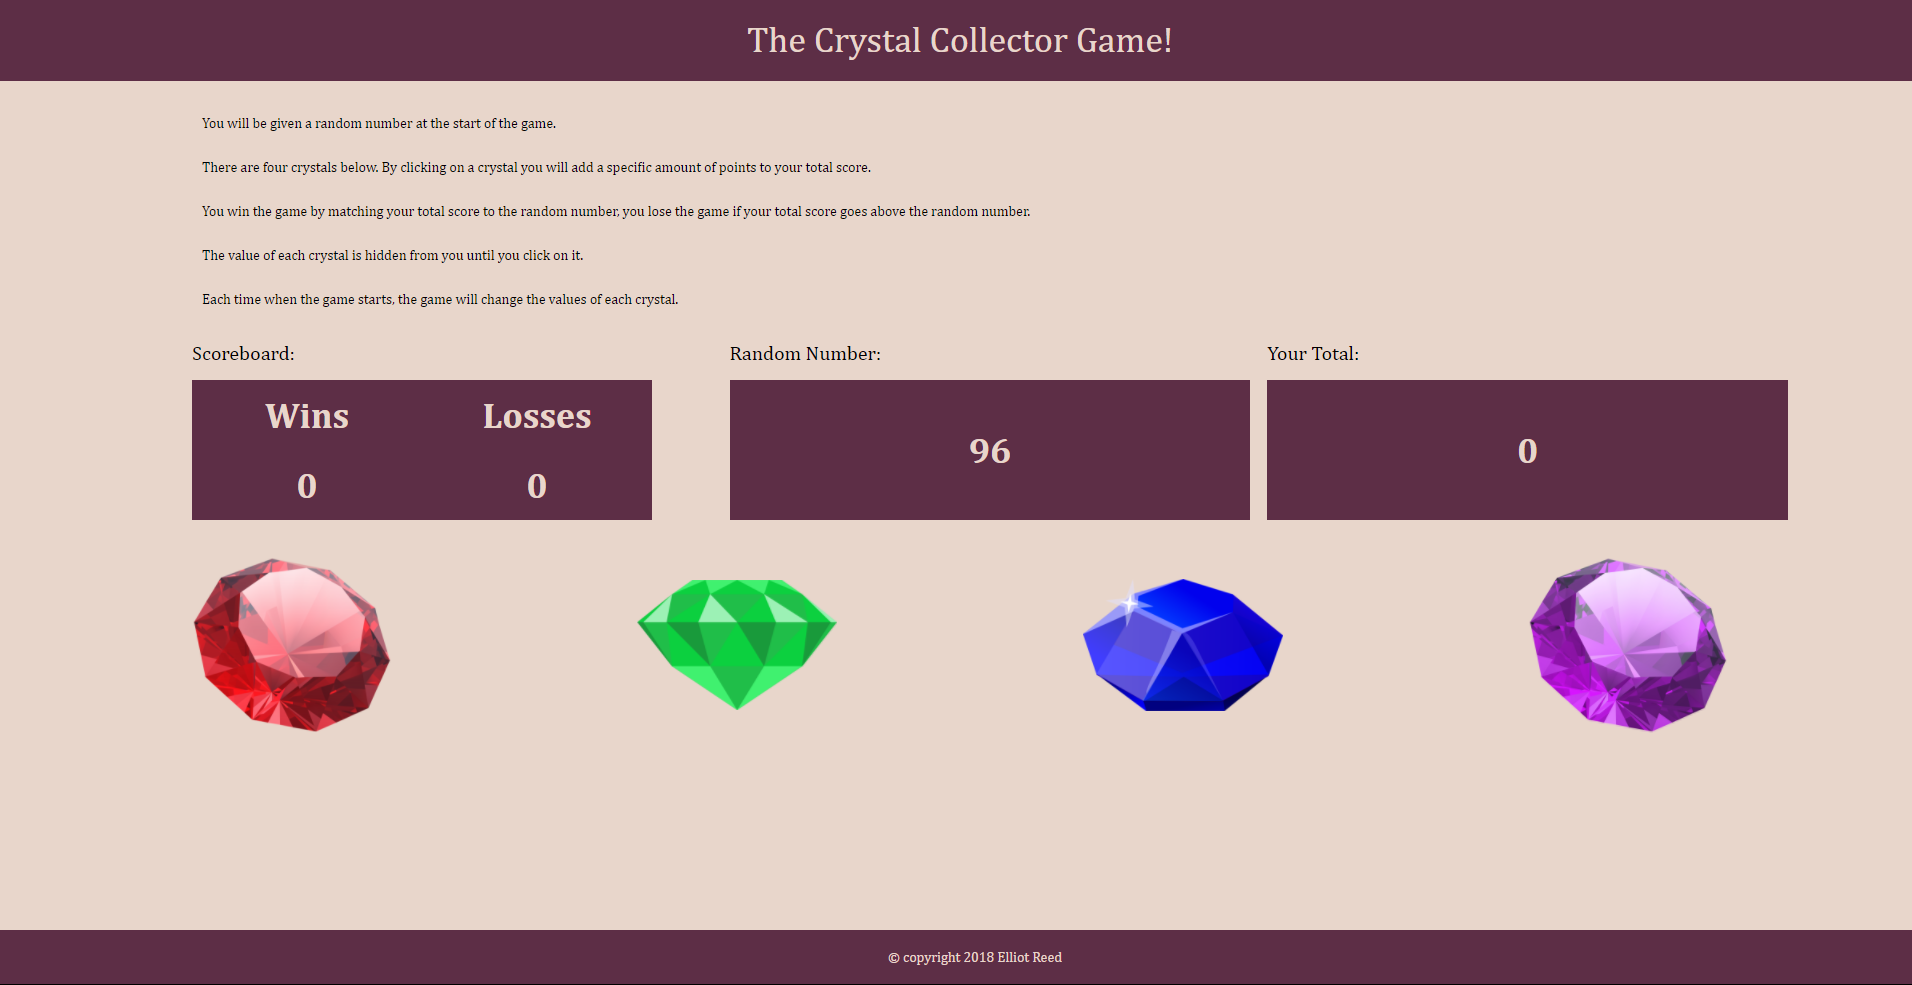 The Crystal Collector Game!
You will be given a random number at the start of the game.
There are four crystals below. By clicking on a crystal you will add a specific amount of points to your total score.
You win the game by matching your total score to the random number, you lose the game if your total score goes above the random number.
The value of each crystal is hidden from you until you click on it.
Each time when the game starts, the game will change the values of each crystal.
Scoreboard:
Wins Losses
0 0
Random Number:
96
Your Total:
0
© copyright 2018 Elliot Reed